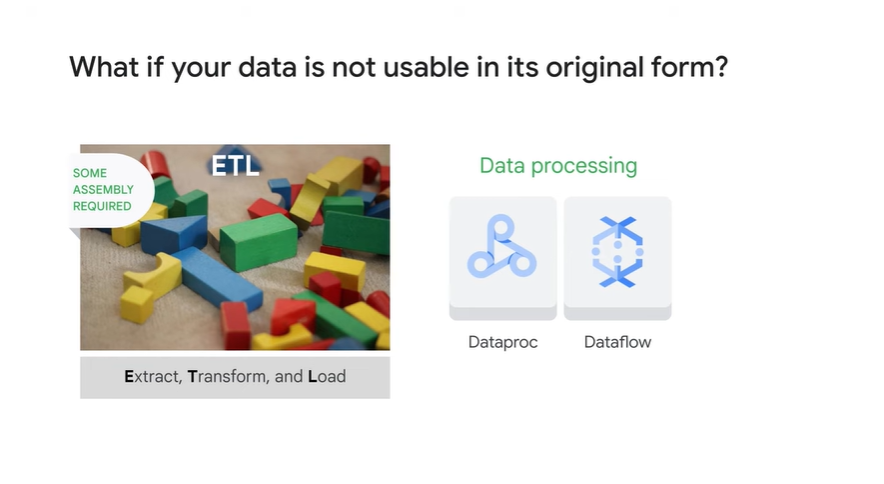 What if your data is not usable in its original form?
SOME
ASSEMBLY
REQUIRED
ETL
Extract, Transform, and Load
Data processing
Dataproc
Dataflow